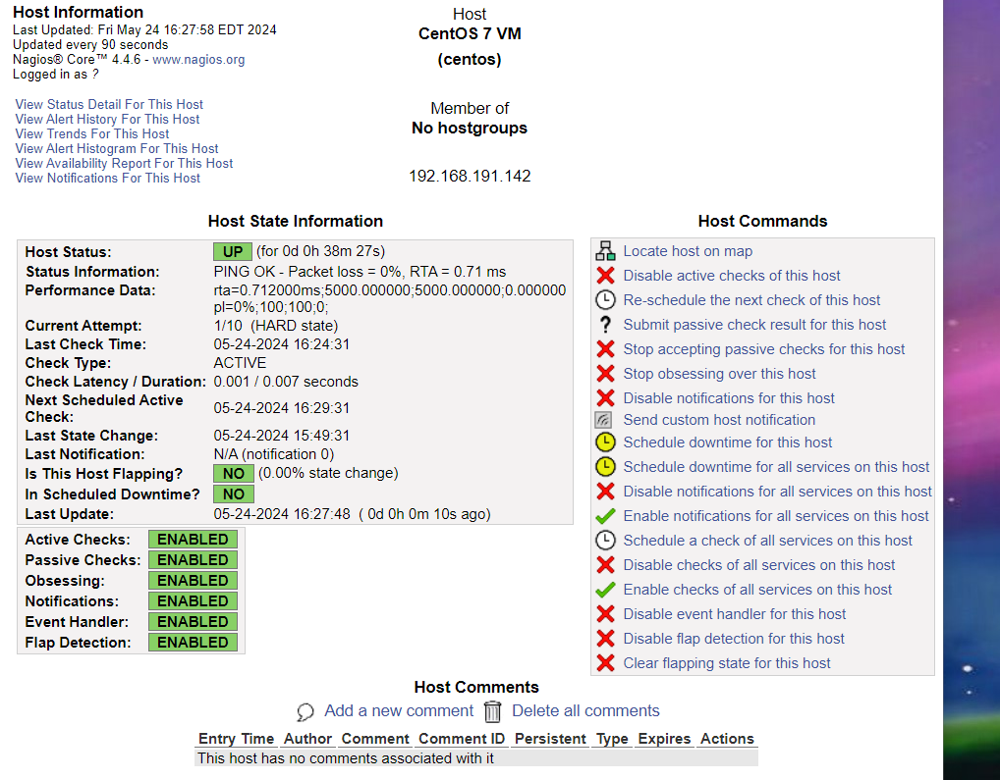 Host Information
Last Updated: Fri May 24 16:27:58 EDT 2024
Updated every 90 seconds
Nagios® Core™ 4.4.6 - www.nagios.org
Logged in as ?
View Status Detail For This Host
View Alert History For This Host
View Trends For This Host
View Alert Histogram For This Host
View Availability Report For This Host
View Notifications For This Host
Host
CentOS 7 VM
(centos)
Member of
No hostgroups
192.168.191.142
Host State Information
Host Status: UP (for 0d 0h 38m 27s)
Status Information: PING OK - Packet loss = 0%, RTA = 0.71 ms
Performance Data: rta=0.712000ms;5000.000000;5000.000000;0.000000
pl=0%;100;100;0;
Current Attempt: 1/10 (HARD state)
Last Check Time: 05-24-2024 16:24:31
Check Type: ACTIVE
Check Latency / Duration: 0.001 / 0.007 seconds
Next Scheduled Active
Check: 05-24-2024 16:29:31
Last State Change: 05-24-2024 15:49:31
Last Notification: N/A (notification 0)
Is This Host Flapping? NO (0.00% state change)
In Scheduled Downtime? NO
Last Update: 05-24-2024 16:27:48 ( 0d 0h 0m 10s ago)
Active Checks: ENABLED
Passive Checks: ENABLED
Obsessing: ENABLED
Notifications: ENABLED
Event Handler: ENABLED
Flap Detection: ENABLED
Host Commands
Locate host on map
Disable active checks of this host
Re-schedule the next check of this host
? Submit passive check result for this host
Stop accepting passive checks for this host
Stop obsessing over this host
Disable notifications for this host
Send custom host notification
Schedule downtime for this host
Schedule downtime for all services on this host
Disable notifications for all services on this host
Enable notifications for all services on this host
Schedule a check of all services on this host
Disable checks of all services on this host
Enable checks of all services on this host
Disable event handler for this host
Disable flap detection for this host
Clear flapping state for this host
Host Comments
Add a new comment Delete all comments
Entry Time Author Comment Comment ID Persistent Type Expires Actions
This host has no comments associated with it